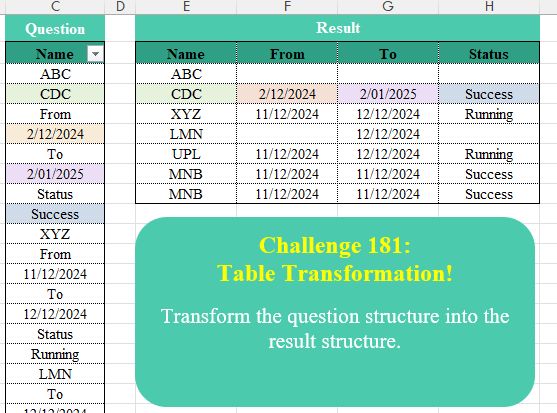 C D E F G H
Question Result
Name Name From To Status
ABC ABC
CDC CDC 2/12/2024 2/01/2025 Success
From XYZ 11/12/2024 12/12/2024 Running
2/12/2024 LMN 12/12/2024
To UPL 11/12/2024 12/12/2024 Running
2/01/2025 MNB 11/12/2024 11/12/2024 Success
Status MNB 11/12/2024 11/12/2024 Success
Success
XYZ
From
11/12/2024
To
12/12/2024
Status
Running
LMN
To
12/12/2024
Challenge 181:
Table Transformation!
Transform the question structure into the
result structure.